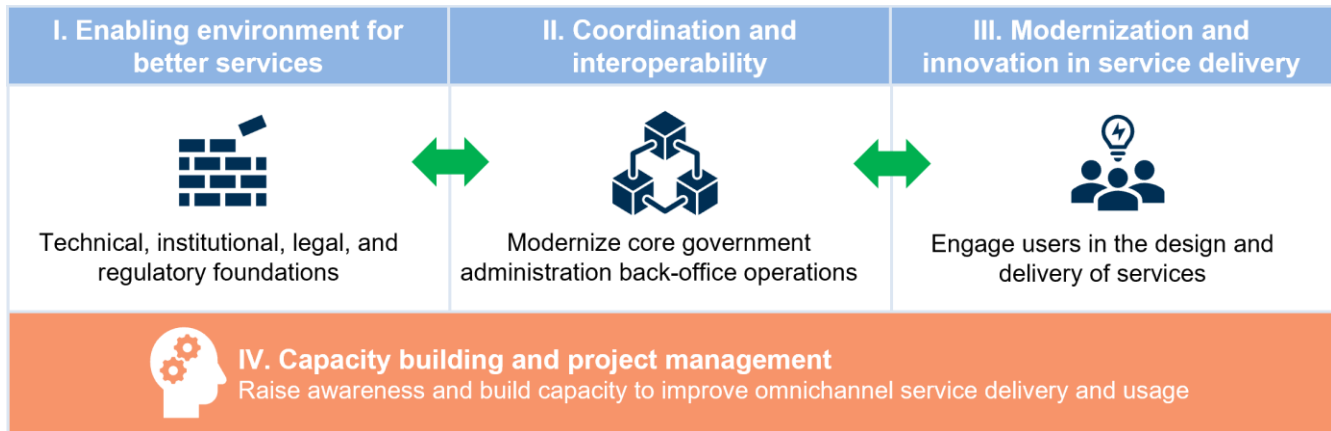 I. Enabling environment for
better services
II. Coordination and
interoperability
III. Modernization and
innovation in service delivery
Technical, institutional, legal, and
regulatory foundations
Modernize core government
administration back-office operations
Engage users in the design and
delivery of services
IV. Capacity building and project management
Raise awareness and build capacity to improve omnichannel service delivery and usage